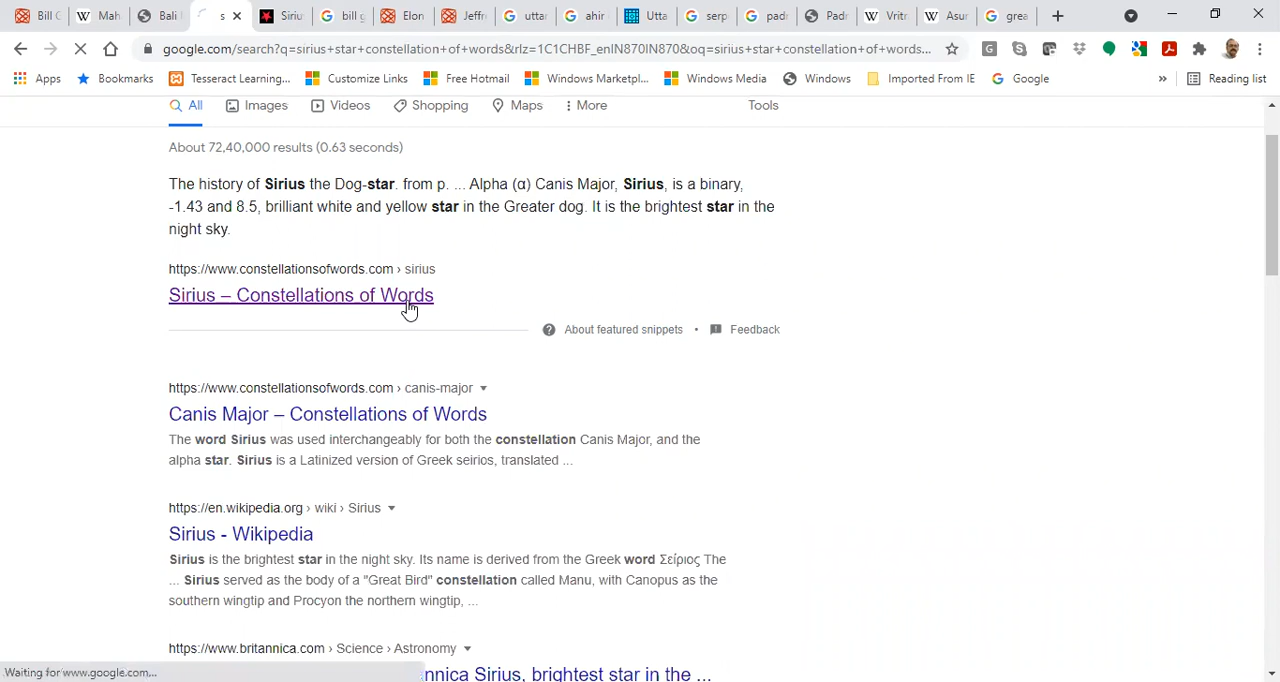 Bill G
Mah
Bali
s
Siriu
bill g
Elon
Jeffr
uttar
ahir
Utta
serp
padr
Padr
Vritr
Asur
grea
google.com/search?q=sirius+star+constellation+of+words&rlz=1C1CHBF_enIN870IN870&oq=sirius+star+constellation+of+words...
Apps Bookmarks Tesseract Learning... Customize Links Free Hotmail Windows Marketpl... Windows Media Windows Imported From IE Google » Reading list
All Images Videos Shopping Maps More Tools
About 72,40,000 results (0.63 seconds)
The history of Sirius the Dog-star. from p. ... Alpha (α) Canis Major, Sirius, is a binary,
-1.43 and 8.5, brilliant white and yellow star in the Greater dog. It is the brightest star in the
night sky.
https://www.constellationsofwords.com › sirius
Sirius – Constellations of Words
About featured snippets • Feedback
https://www.constellationsofwords.com › canis-major
Canis Major – Constellations of Words
The word Sirius was used interchangeably for both the constellation Canis Major, and the
alpha star. Sirius is a Latinized version of Greek seirios, translated ...
https://en.wikipedia.org › wiki › Sirius
Sirius - Wikipedia
Sirius is the brightest star in the night sky. Its name is derived from the Greek word Σείριος The
... Sirius served as the body of a "Great Bird" constellation called Manu, with Canopus as the
southern wingtip and Procyon the northern wingtip, ...
https://www.britannica.com › Science › Astronomy
nnica Sirius, brightest star in the ...
Waiting for www.google.com...